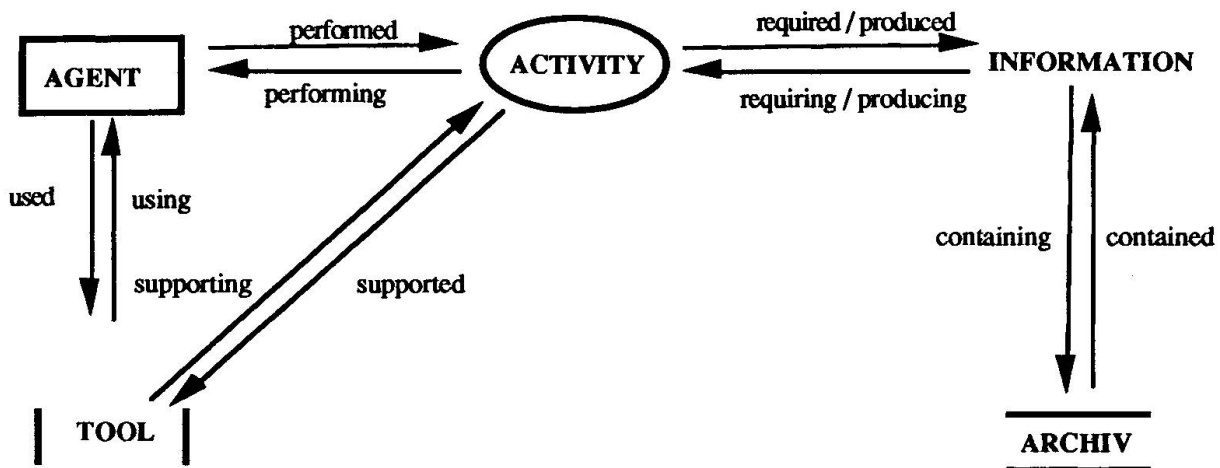 performed
required / produced
AGENT
ACTIVITY
INFORMATION
performing
requiring / producing
used
using
containing
contained
supporting
supported
TOOL
ARCHIV